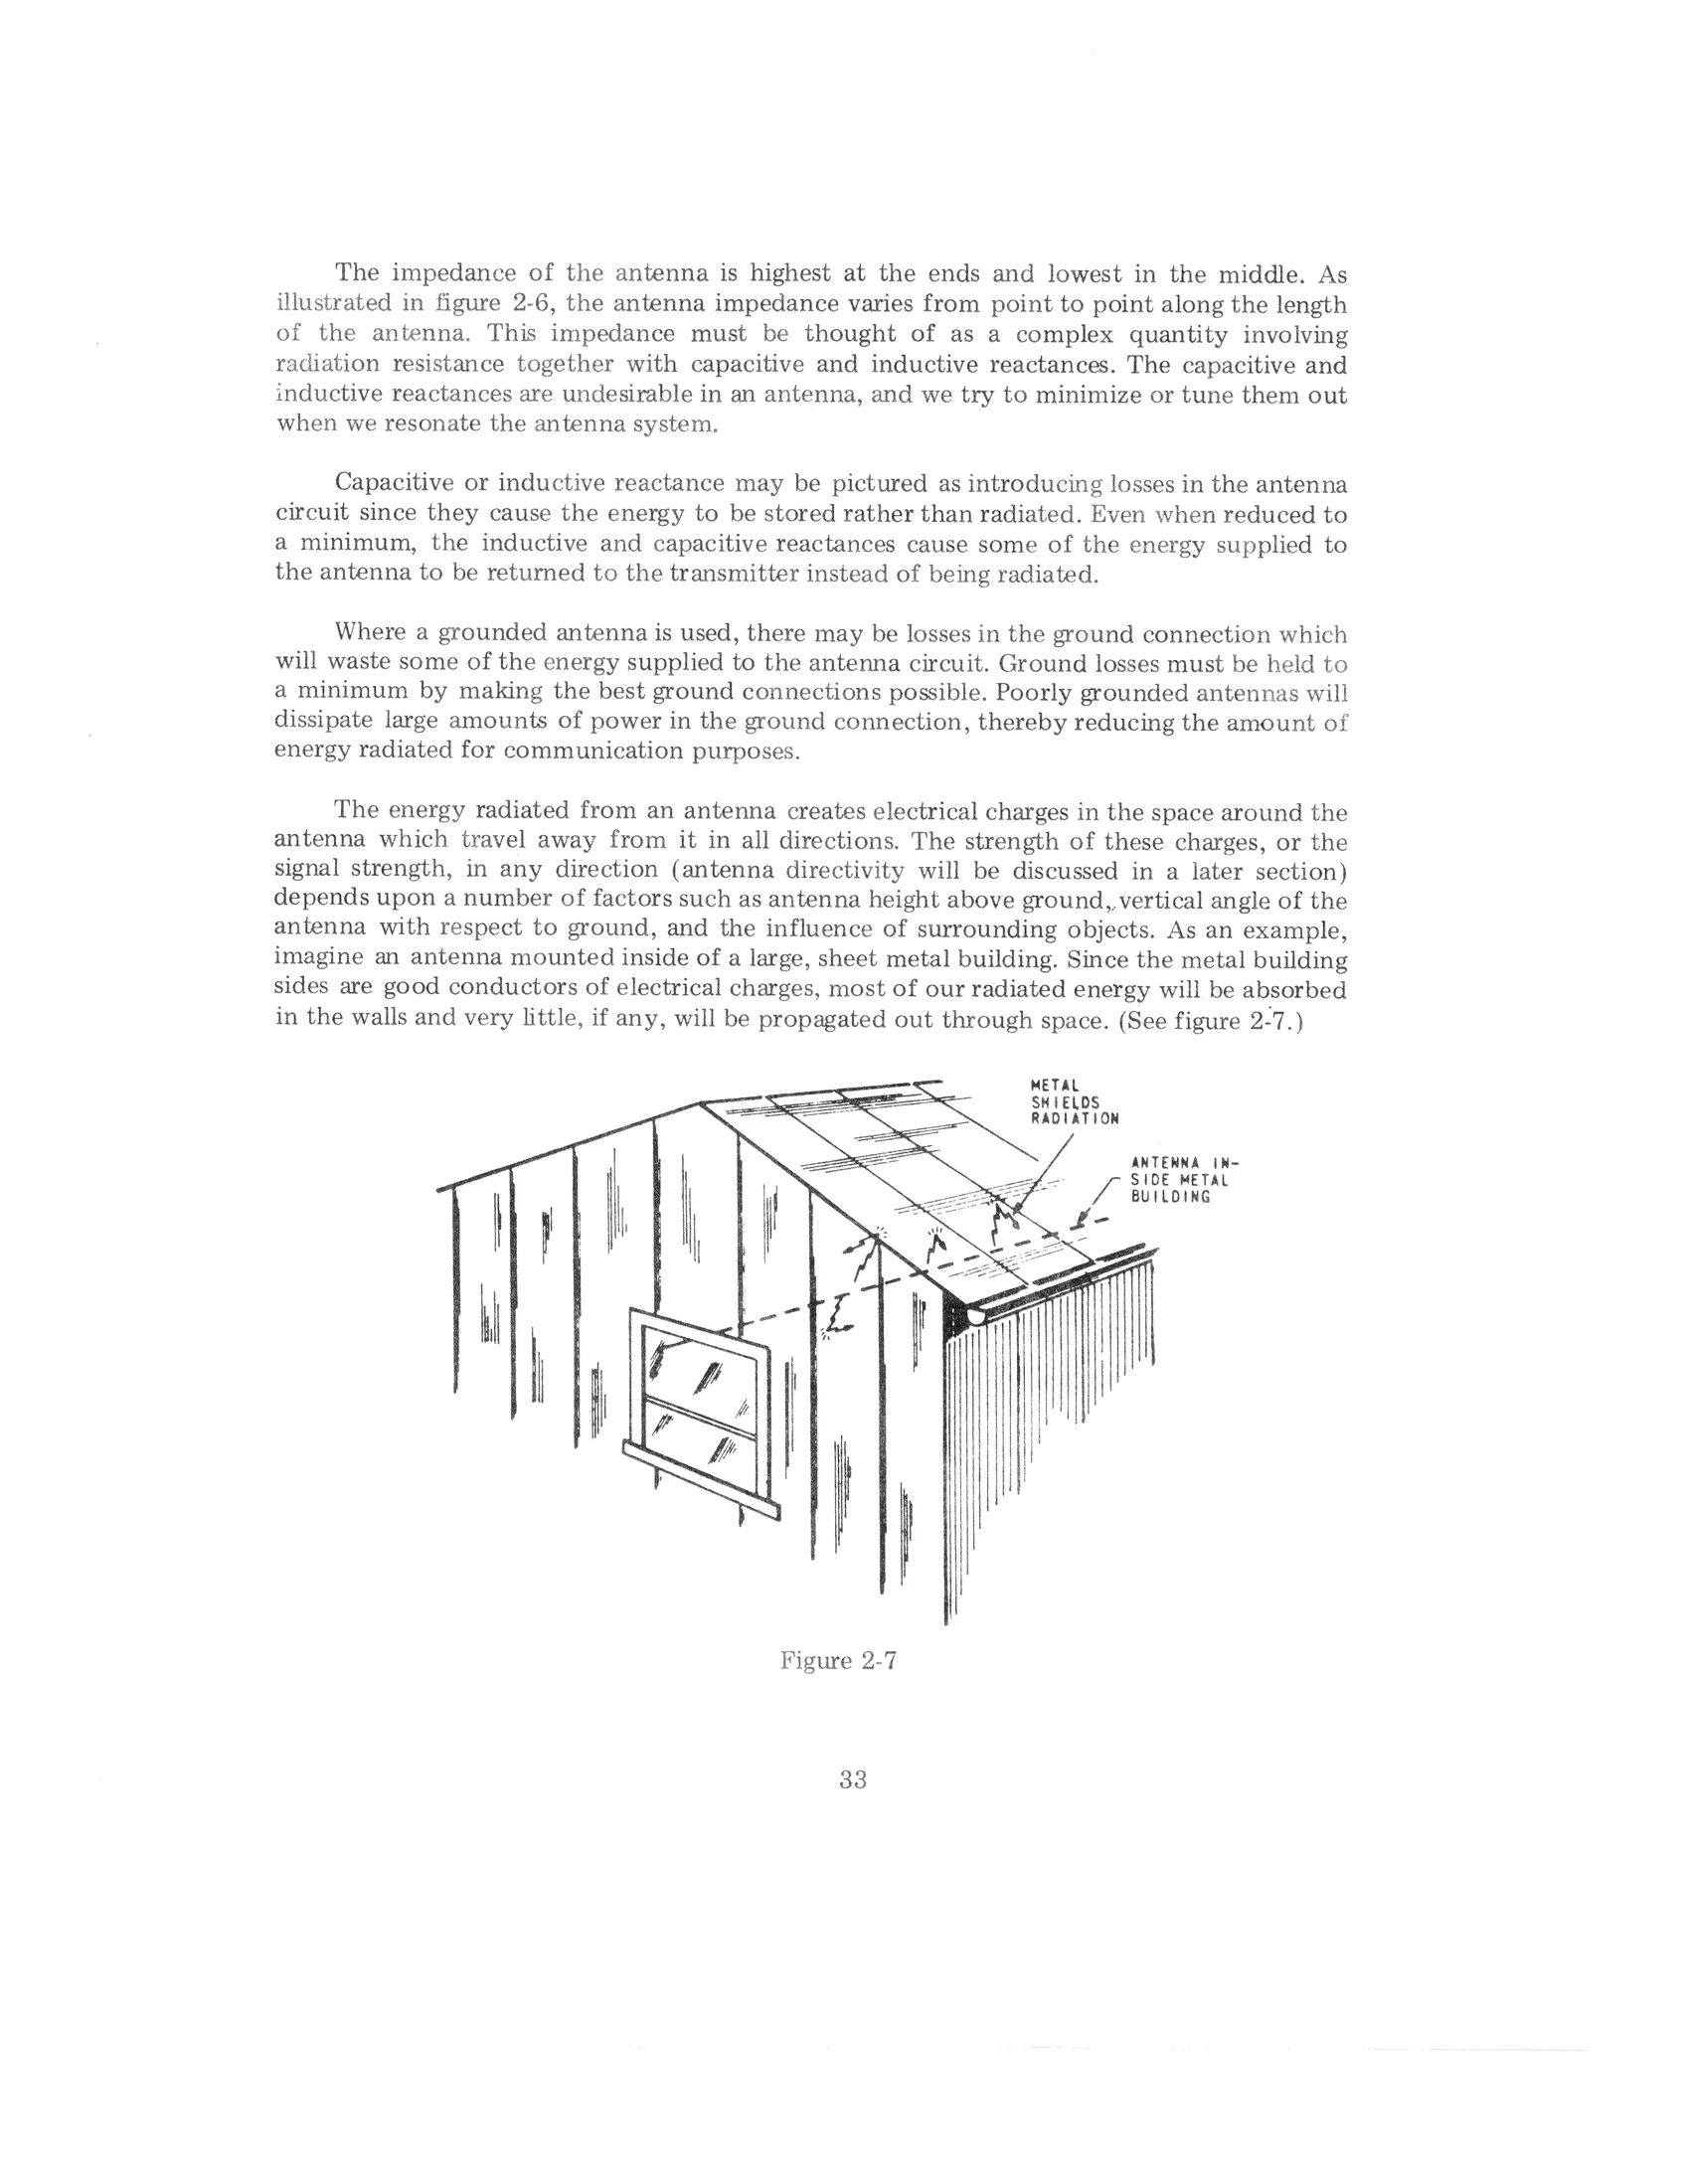 The impedance of the antenna is highest at the ends and lowest in the middle. As
illustrated in figure 2-6, the antenna impedance varies from point to point along the length
of the antenna. This impedance must be thought of as a complex quantity involving
radiation resistance together with capacitive and inductive reactances. The capacitive and
inductive reactances are undesirable in an antenna, and we try to minimize or tune them out
when we resonate the antenna system.
Capacitive or inductive reactance may be pictured as introducing losses in the antenna
circuit since they cause the energy to be stored rather than radiated. Even when reduced to
a minimum, the inductive and capacitive reactances cause some of the energy supplied to
the antenna to be returned to the transmitter instead of being radiated.
Where a grounded antenna is used, there may be losses in the ground connection which
will waste some of the energy supplied to the antenna circuit. Ground losses must be held to
a minimum by making the best ground connections possible. Poorly grounded antennas will
dissipate large amounts of power in the ground connection, thereby reducing the amount of
energy radiated for communication purposes.
The energy radiated from an antenna creates electrical charges in the space around the
antenna which travel away from it in all directions. The strength of these charges, or the
signal strength, in any direction (antenna directivity will be discussed in a later section)
depends upon a number of factors such as antenna height above ground, vertical angle of the
antenna with respect to ground, and the influence of surrounding objects. As an example,
imagine an antenna mounted inside of a large, sheet metal building. Since the metal building
sides are good conductors of electrical charges, most of our radiated energy will be absorbed
in the walls and very little, if any, will be propagated out through space. (See figure 2-7.)
METAL
SHIELDS
RADIATION
ANTENNA IN-
SIDE METAL
BUILDING
Figure 2-7
33